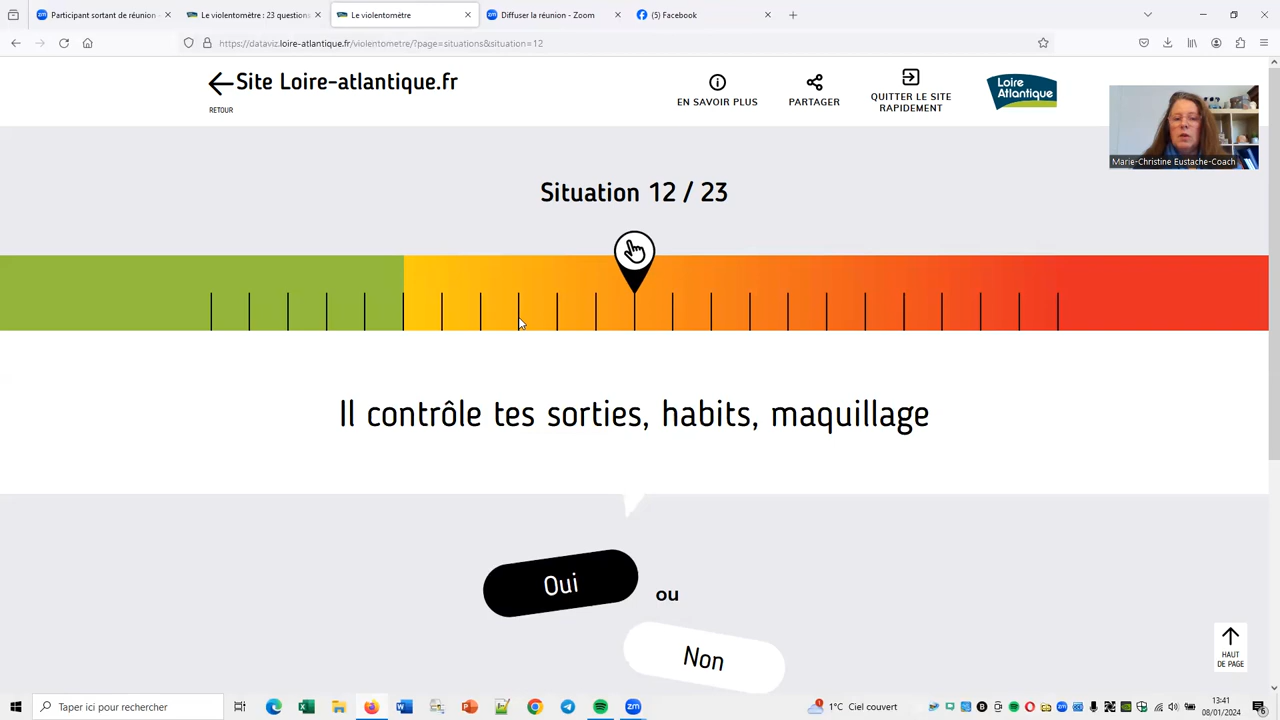 Participant sortant de réunion -
Le violentomètre : 23 question
Le violentomètre
Diffuser la réunion - Zoom
(5) Facebook
https://dataviz.loire-atlantique.fr/violentometre/?page=situations&situation=12
Site Loire-atlantique.fr
RETOUR
EN SAVOIR PLUS
PARTAGER
QUITTER LE SITE
RAPIDEMENT
Loire
Atlantique
Marie-Christine Eustache-Coach
Situation 12 / 23
Il contrôle tes sorties, habits, maquillage
Oui
ou
Non
HAUT
DE PAGE
Taper ici pour rechercher
1°C Ciel couvert
13:41
08/01/2024